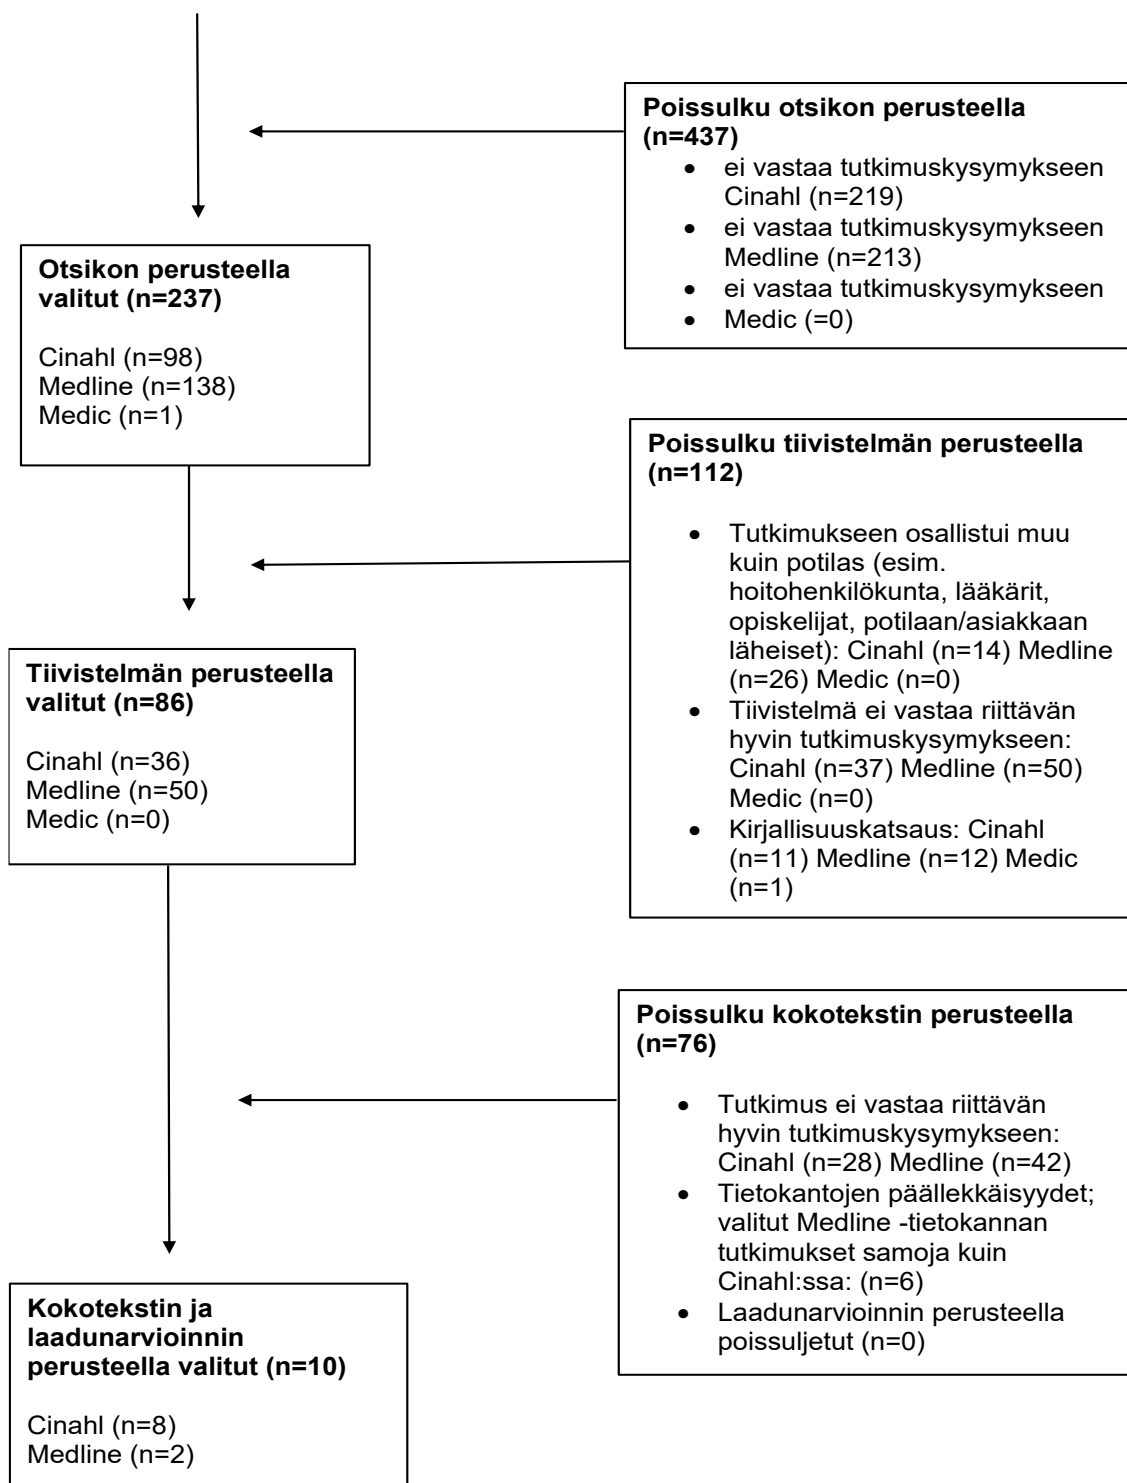 Poissulku otsikon perusteella
(n=437)
• ei vastaa tutkimuskysymykseen
Cinahl (n=219)
• ei vastaa tutkimuskysymykseen
Medline (n=213)
• ei vastaa tutkimuskysymykseen
• Medic (=0)
Otsikon perusteella
valitut (n=237)
Cinahl (n=98)
Medline (n=138)
Medic (n=1)
Poissulku tiivistelmän perusteella
(n=112)
• Tutkimukseen osallistui muu
kuin potilas (esim.
hoitohenkilökunta, lääkärit,
opiskelijat, potilaan/asiakkaan
läheiset): Cinahl (n=14) Medline
(n=26) Medic (n=0)
• Tiivistelmä ei vastaa riittävän
hyvin tutkimuskysymykseen:
Cinahl (n=37) Medline (n=50)
Medic (n=0)
• Kirjallisuuskatsaus: Cinahl
(n=11) Medline (n=12) Medic
(n=1)
Tiivistelmän perusteella
valitut (n=86)
Cinahl (n=36)
Medline (n=50)
Medic (n=0)
Poissulku kokotekstin perusteella
(n=76)
• Tutkimus ei vastaa riittävän
hyvin tutkimuskysymykseen:
Cinahl (n=28) Medline (n=42)
• Tietokantojen päällekkäisyydet;
valitut Medline -tietokannan
tutkimukset samoja kuin
Cinahl:ssa: (n=6)
• Laadunarvioinnin perusteella
poissuljetut (n=0)
Kokotekstin ja
laadunarvioinnin
perusteella valitut (n=10)
Cinahl (n=8)
Medline (n=2)